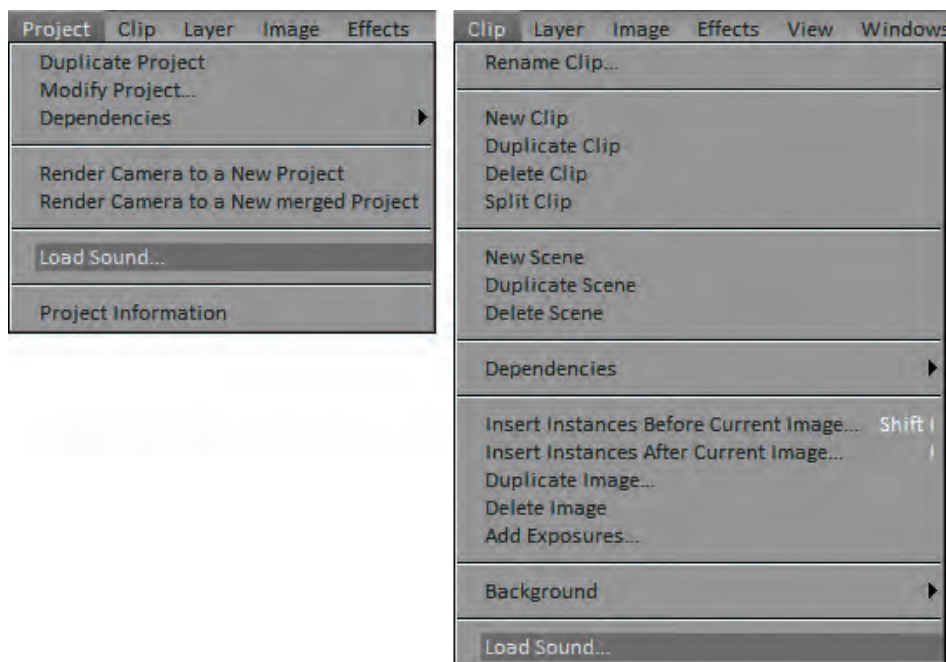 Project Clip Layer Image Effects
Duplicate Project
Modify Project...
Dependencies
Render Camera to a New Project
Render Camera to a New merged Project
Load Sound...
Project Information
Clip Layer Image Effects View Windows
Rename Clip...
New Clip
Duplicate Clip
Delete Clip
Split Clip
New Scene
Duplicate Scene
Delete Scene
Dependencies
Insert Instances Before Current Image... Shift I
Insert Instances After Current Image... I
Duplicate Image...
Delete Image
Add Exposures...
Background
Load Sound...